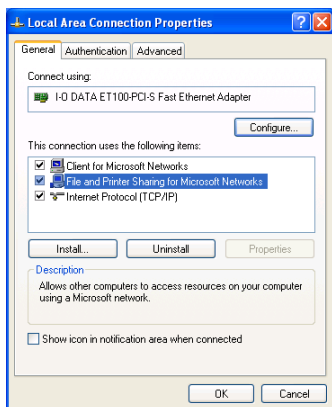 Local Area Connection Properties
General Authentication Advanced
Connect using:
I-O DATA ET100-PCI-S Fast Ethernet Adapter
Configure...
This connection uses the following items:
Client for Microsoft Networks
File and Printer Sharing for Microsoft Networks
Internet Protocol (TCP/IP)
Install... Uninstall Properties
Description
Allows other computers to access resources on your computer
using a Microsoft network.
Show icon in notification area when connected
OK Cancel